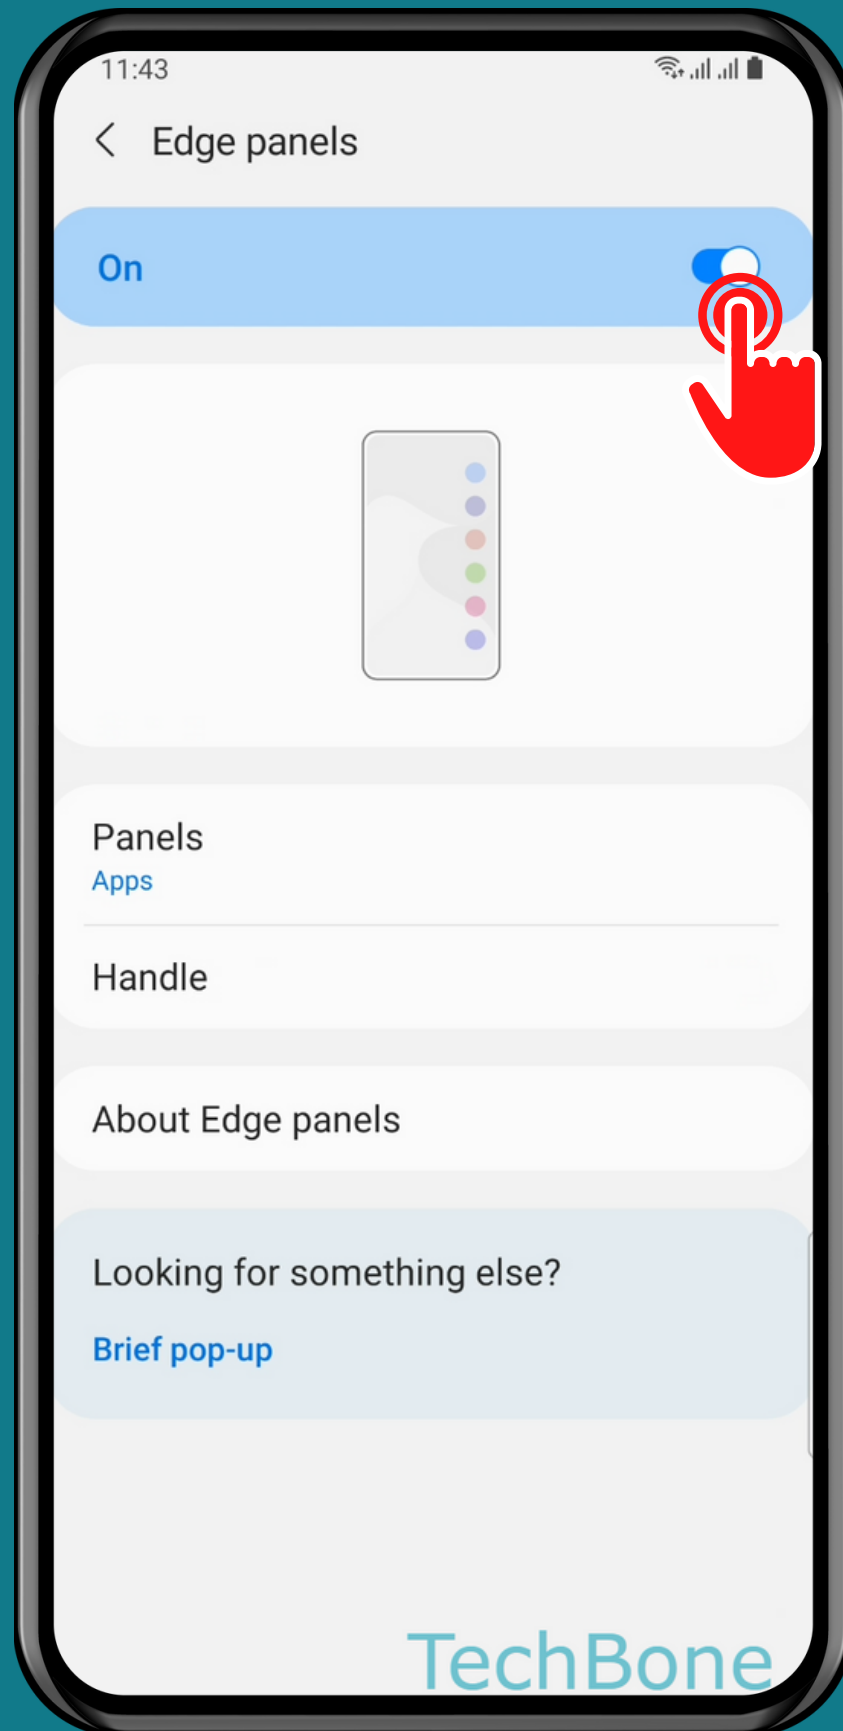 11:43
Edge panels
On
Panels
Apps
Handle
About Edge panels
Looking for something else?
Brief pop-up
TechBone